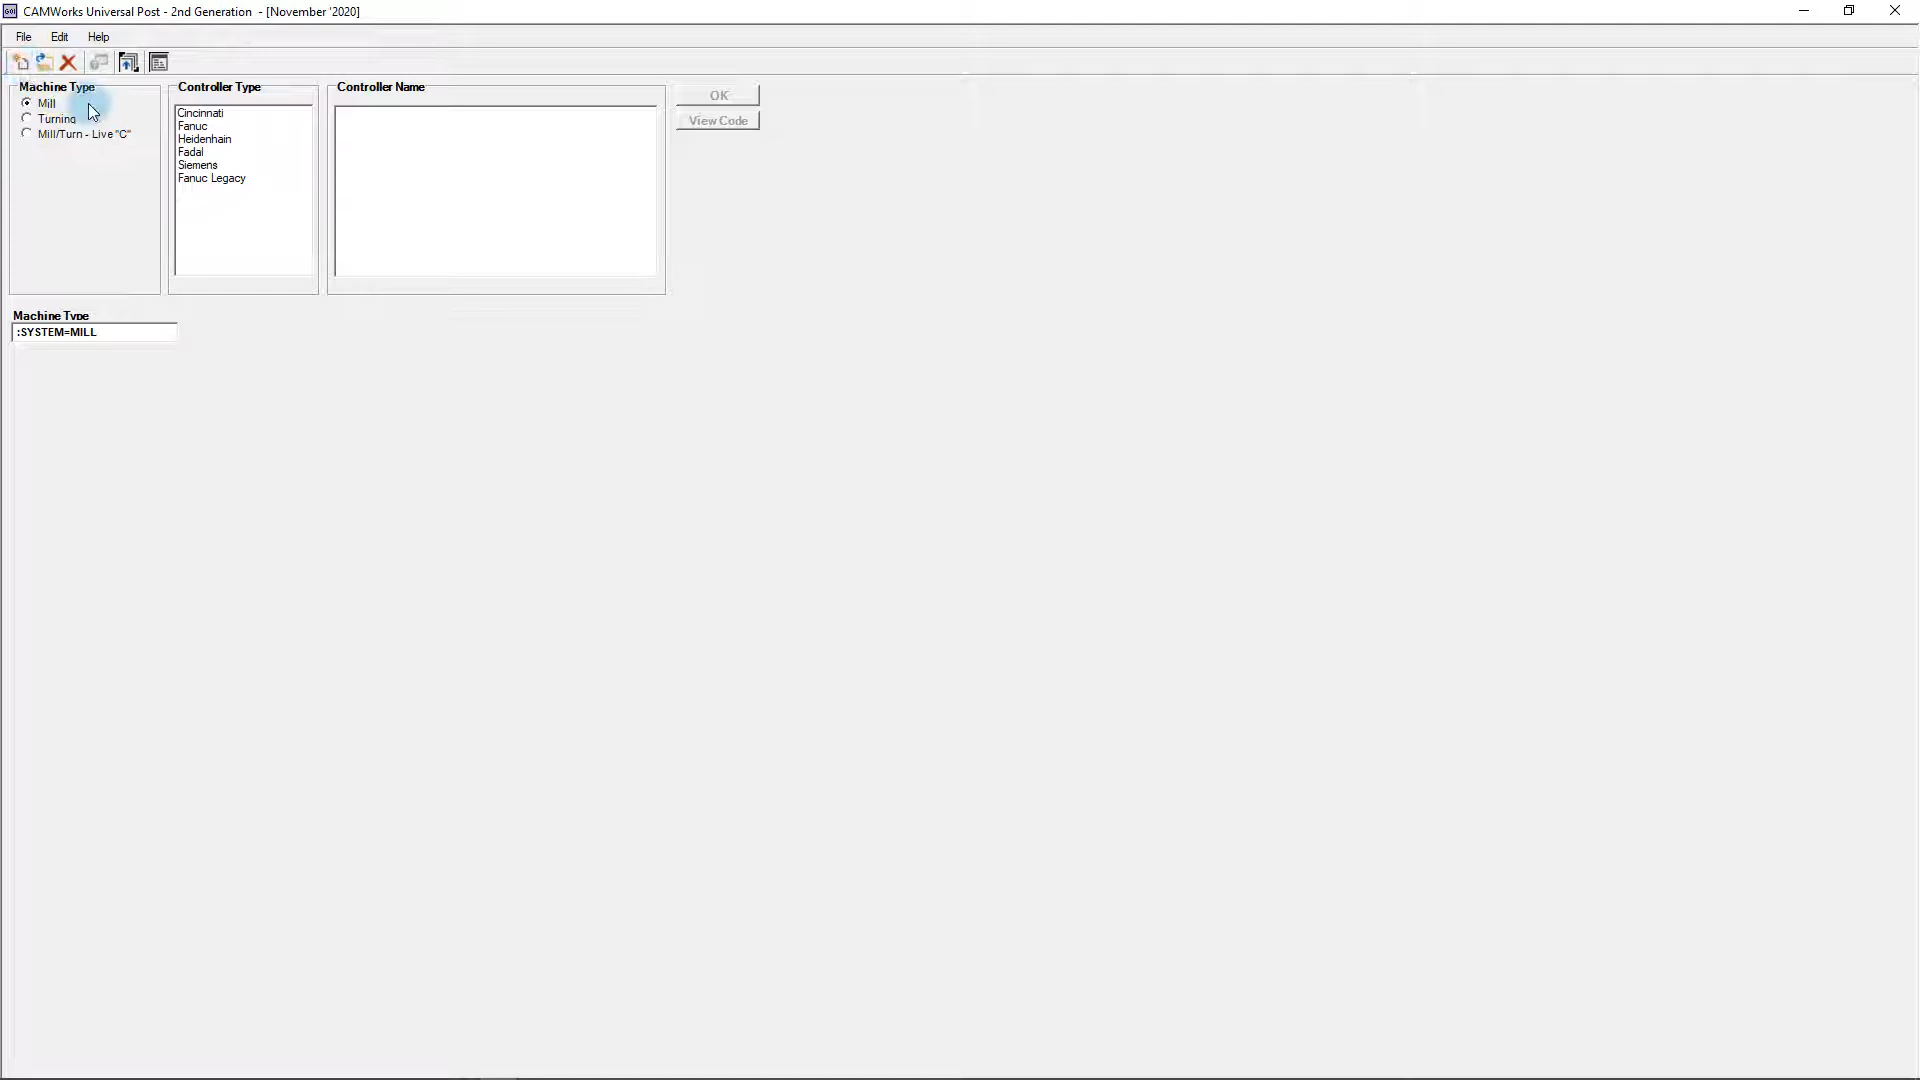 CAMWorks Universal Post - 2nd Generation - [November '2020]
File Edit Help
Machine Type
Mill
Turning
Mill/Turn - Live "C"
Controller Type
Cincinnati
Fanuc
Heidenhain
Fadal
Siemens
Fanuc Legacy
Controller Name
OK
View Code
Machine Type
:SYSTEM=MILL